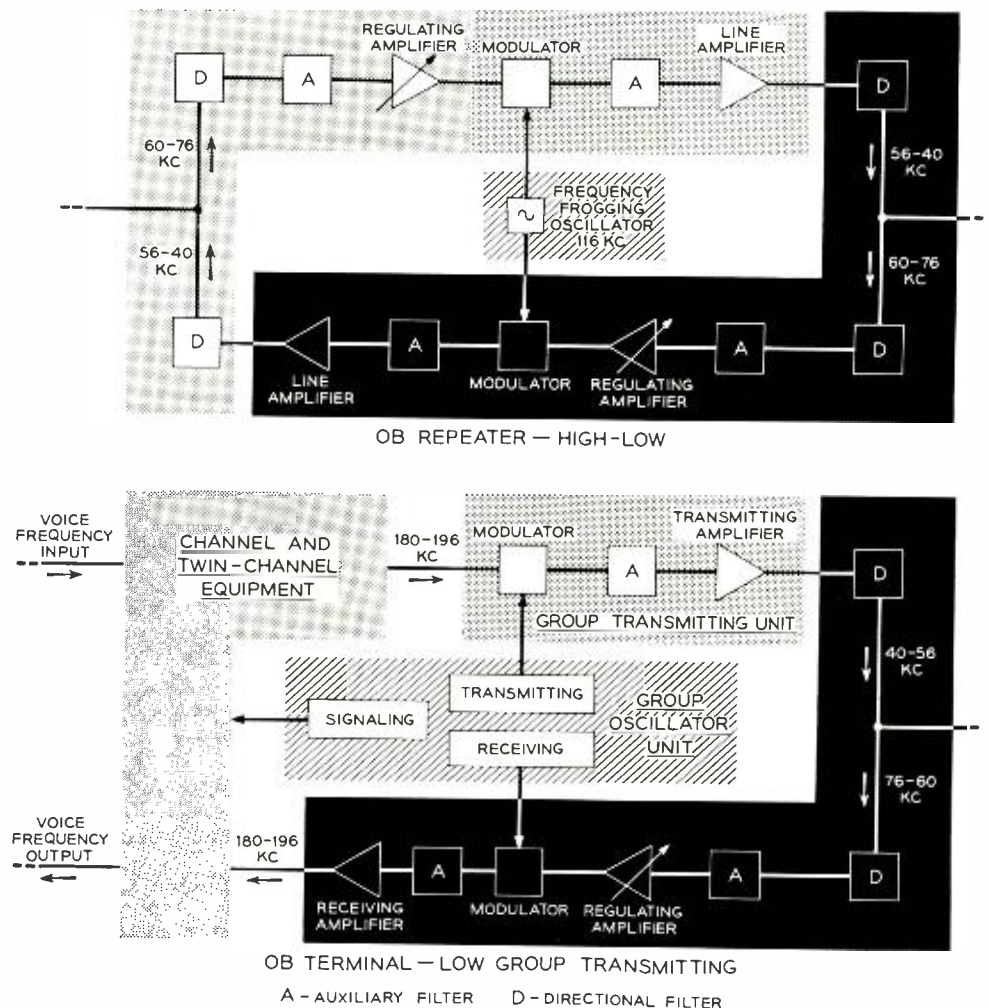 REGULATING
AMPLIFIER
MODULATOR
LINE
AMPLIFIER
D
A
A
D
60-76
KC
56-40
KC
FREQUENCY
FROGGING
OSCILLATOR
116 KC
56-40
KC
60-76
KC
D
LINE
AMPLIFIER
A
MODULATOR
REGULATING
AMPLIFIER
A
D
OB REPEATER — HIGH-LOW
VOICE
FREQUENCY
INPUT
CHANNEL AND
TWIN-CHANNEL
EQUIPMENT
180-196
KC
MODULATOR
A
TRANSMITTING
AMPLIFIER
D
GROUP TRANSMITTING UNIT
40-56
KC
SIGNALING
TRANSMITTING
RECEIVING
GROUP
OSCILLATOR
UNIT
76-60
KC
VOICE
FREQUENCY
OUTPUT
180-196
KC
RECEIVING
AMPLIFIER
A
MODULATOR
REGULATING
AMPLIFIER
A
D
OB TERMINAL — LOW GROUP TRANSMITTING
A - AUXILIARY FILTER D - DIRECTIONAL FILTER